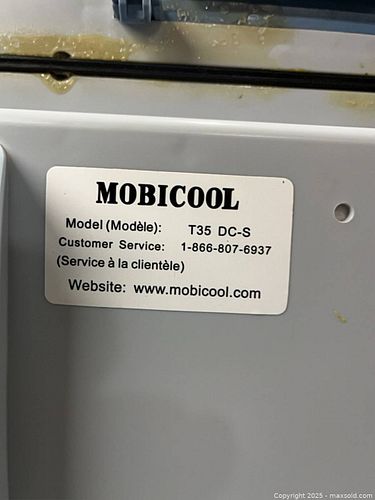 MOBICOOL
Model (Modèle): T35 DC-S
Customer Service: 1-866-807-6937
(Service à la clientèle)
Website: www.mobicool.com
Copyright 2025 - maxsold.com